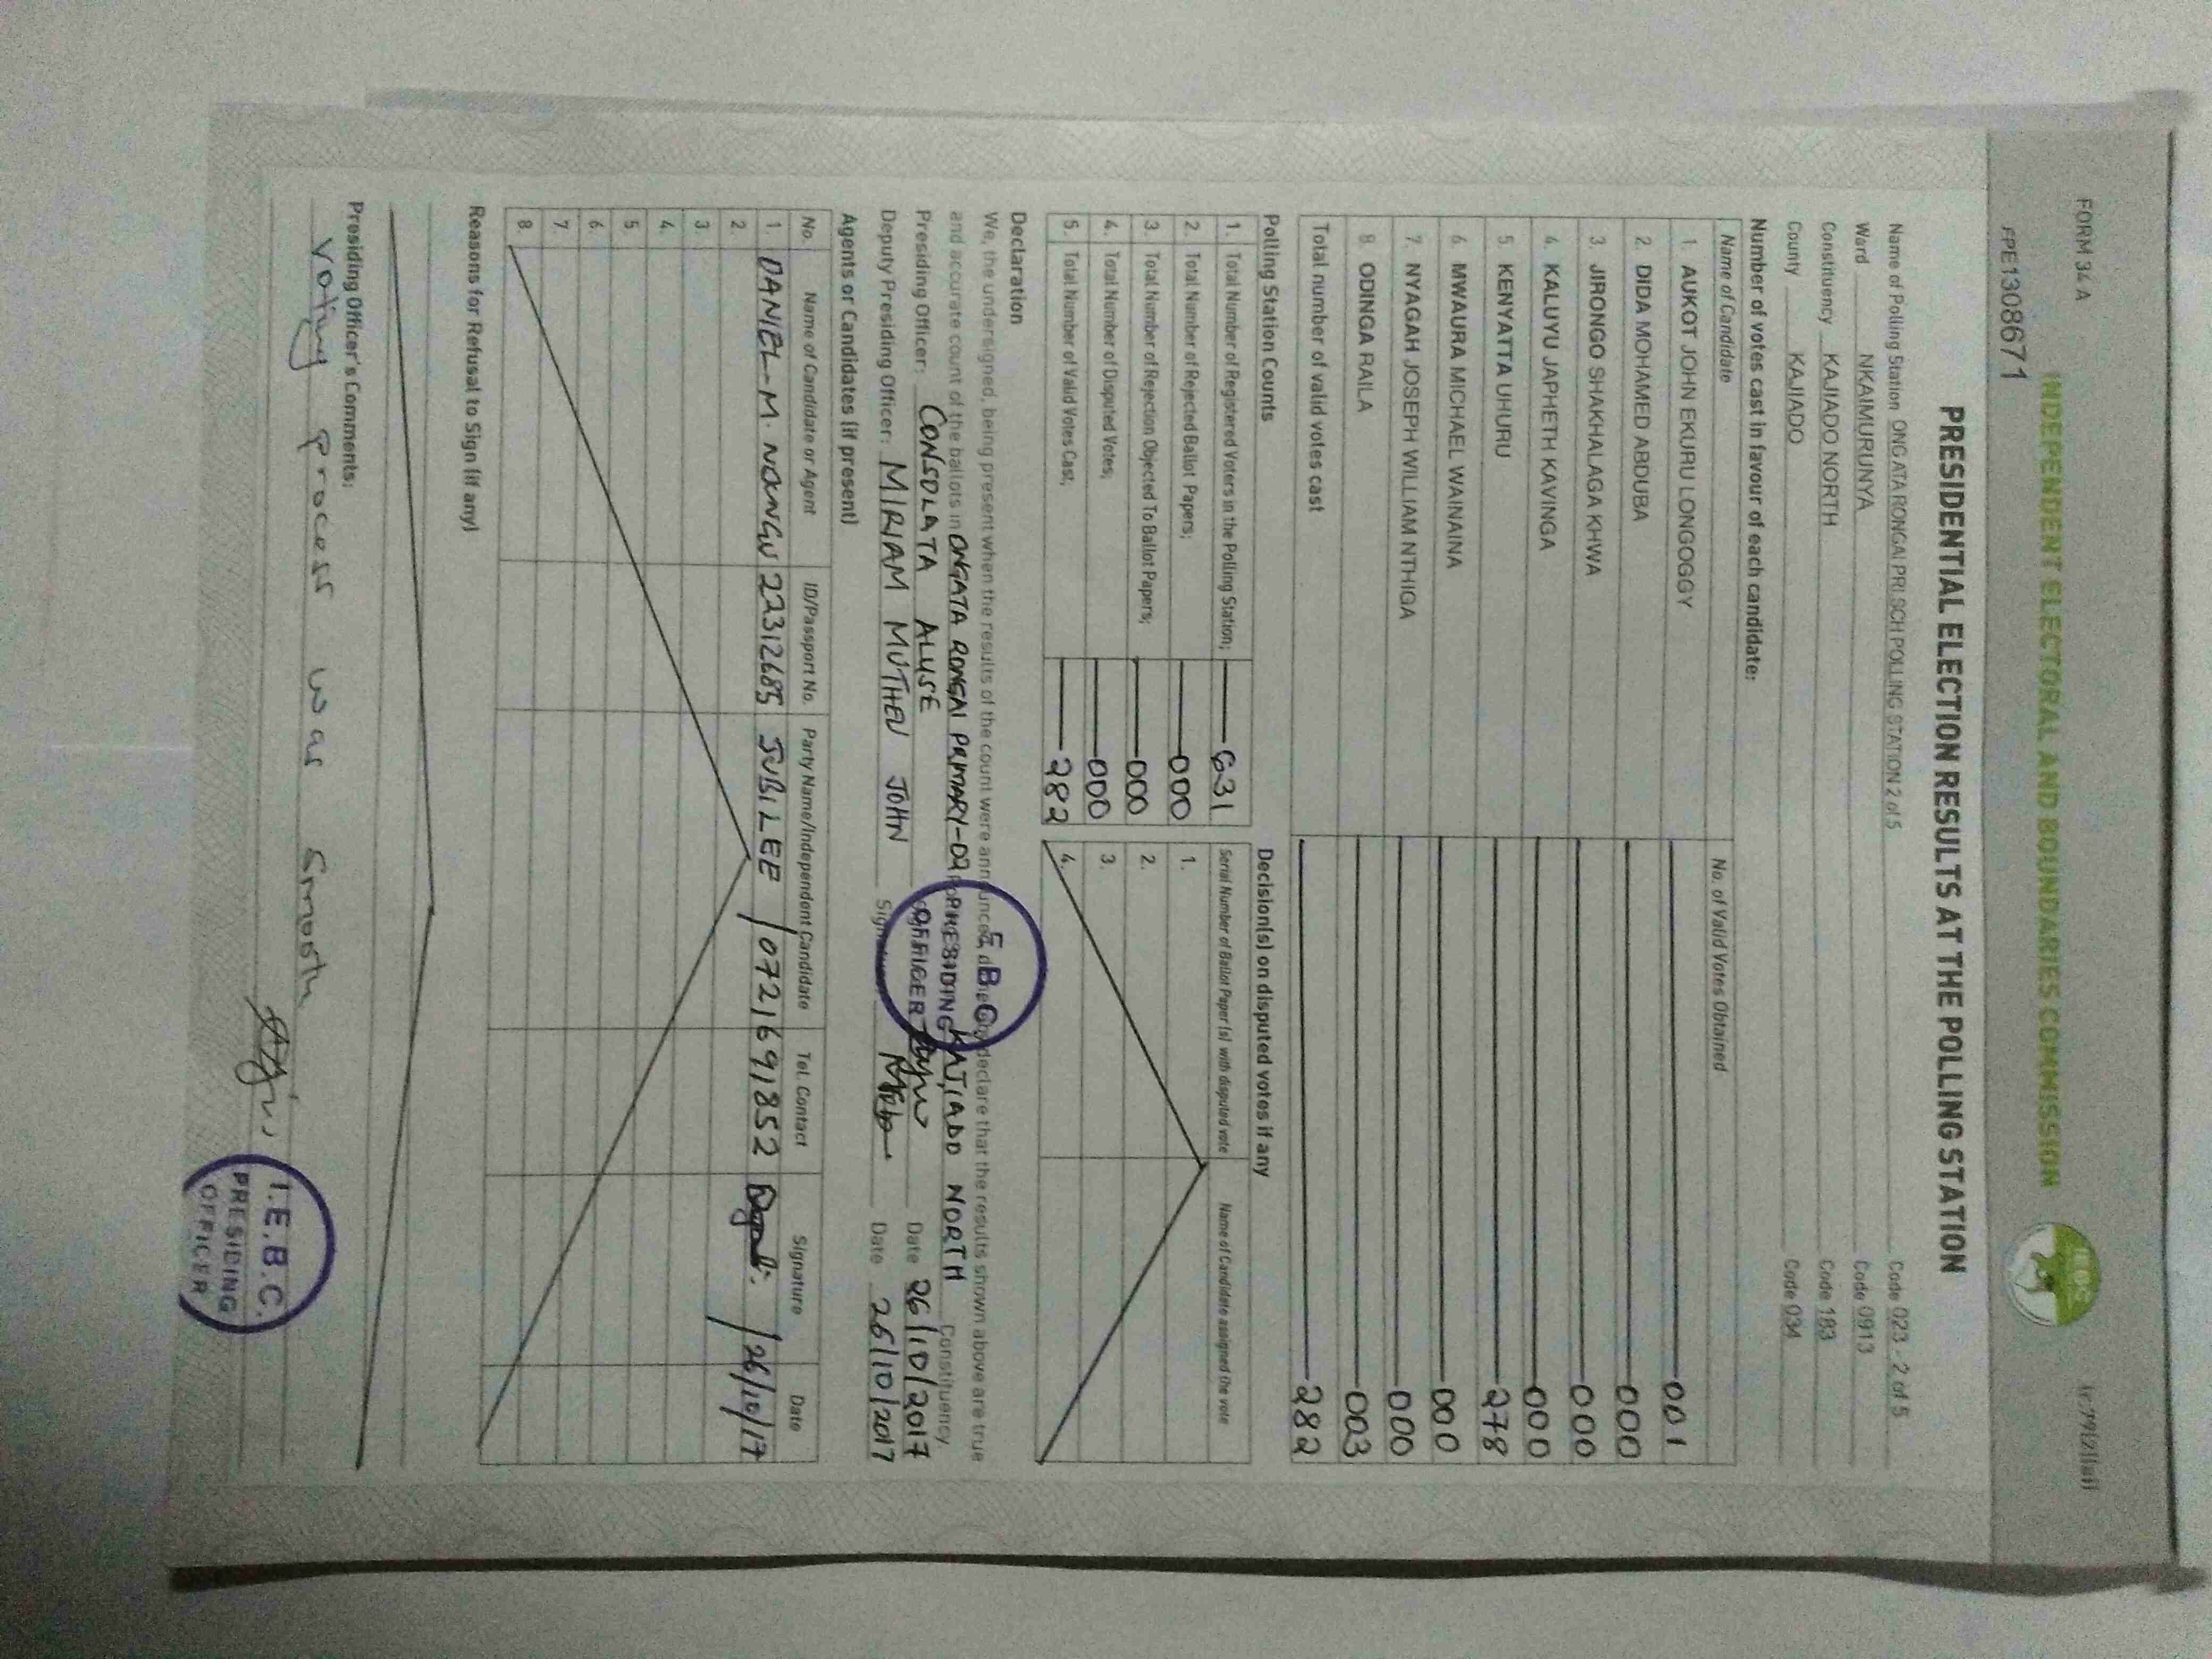 FORM 34 A
INDEPENDENT ELECTORAL AND BOUNDARIES COMMISSION
FPE1308671
iebc
PRESIDENTIAL ELECTION RESULTS AT THE POLLING STATION
Name of Polling Station ONGATA RONGAI PRI SCH POLLING STATION 2 of 5 Code 023 - 2 of 5
Ward NKAIMURUNYA Code 0913
Constituency KAJIADO NORTH Code 183
County KAJIADO Code 034
Number of votes cast in favour of each candidate:
Name of Candidate No. of Valid Votes Obtained
1. AUKOT JOHN EKURU LONGOGGY 001
2. DIDA MOHAMED ABDUBA 000
3. JIRONGO SHAKHALAGA KHWA 000
4. KALUYU JAPHETH KAVINGA 000
5. KENYATTA UHURU 278
6. MWAURA MICHAEL WAINAINA 000
7. NYAGAH JOSEPH WILLIAM NTHIGA 000
8. ODINGA RAILA 003
Total number of valid votes cast 282
Polling Station Counts
1. Total Number of Registered Voters in the Polling Station; 631
2. Total Number of Rejected Ballot Papers; 000
3. Total Number of Rejection Objected To Ballot Papers; 000
4. Total Number of Disputed Votes; 000
5. Total Number of Valid Votes Cast; 282
Decision(s) on disputed votes if any
Serial Number of Ballot Paper (s) with disputed vote Name of Candidate assigned the vote
1.
2.
3.
4.
Declaration
We, the undersigned, being present when the results of the count were announced, do hereby declare that the results shown above are true
and accurate count of the ballots in ONGATA RONGAI PRIMARY-02 KAJIADO NORTH Constituency
Presiding Officer: CONSOLATA ALUSE Date 26/10/2017
Deputy Presiding Officer: MIRIAM MUTHEU JOHN Signature Date 26/10/2017
I.E.B.C.
PRESIDING
OFFICER
Agents or Candidates (if present)
No. Name of Candidate or Agent ID/Passport No. Party Name/Independent Candidate Tel. Contact Signature Date
1. DANIEL M. 22312685 JUBILEE / 0721691852 / 26/10/17
2.
3.
4.
5.
6.
7.
8.
Reasons for Refusal to Sign (if any)
Presiding Officer's Comments:
Voting process was smooth
I.E.B.C.
PRESIDING
OFFICER